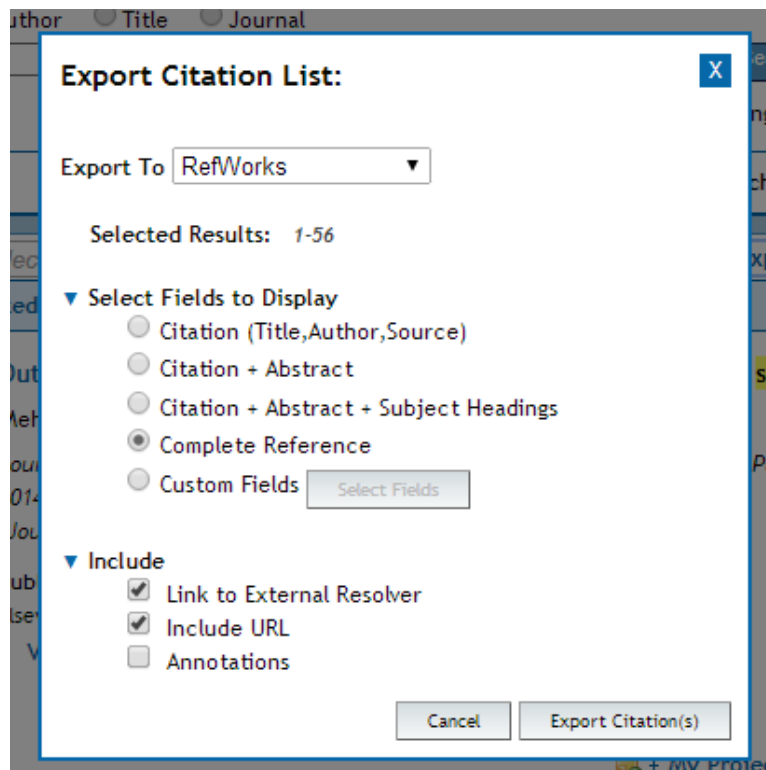 Title Journal
Export Citation List:
X
Export To RefWorks
Selected Results: 1-56
Select Fields to Display
Citation (Title,Author,Source)
Citation + Abstract
Citation + Abstract + Subject Headings
Complete Reference
Custom Fields Select Fields
Include
Link to External Resolver
Include URL
Annotations
Cancel Export Citation(s)
+ My